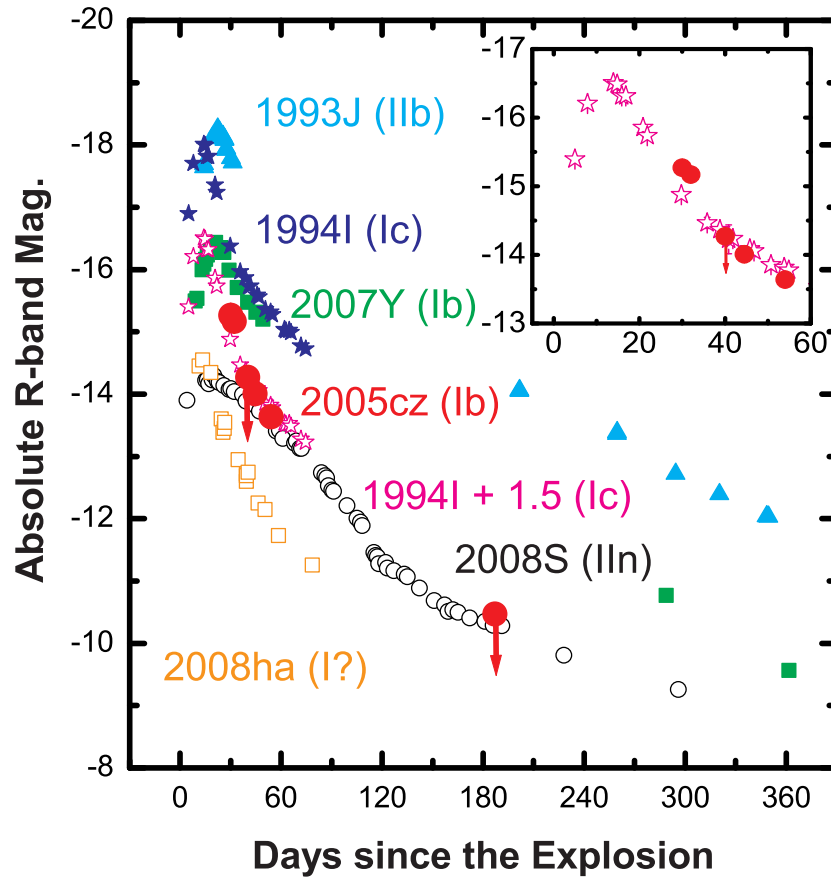 -20
-18
-16
-14
-12
-10
-8
Absolute R-band Mag.
0
60
120
180
240
300
360
Days since the Explosion
1993J (IIb)
1994I (Ic)
2007Y (Ib)
2005cz (Ib)
1994I + 1.5 (Ic)
2008S (IIn)
2008ha (I?)
-17
-16
-15
-14
-13
0
20
40
60